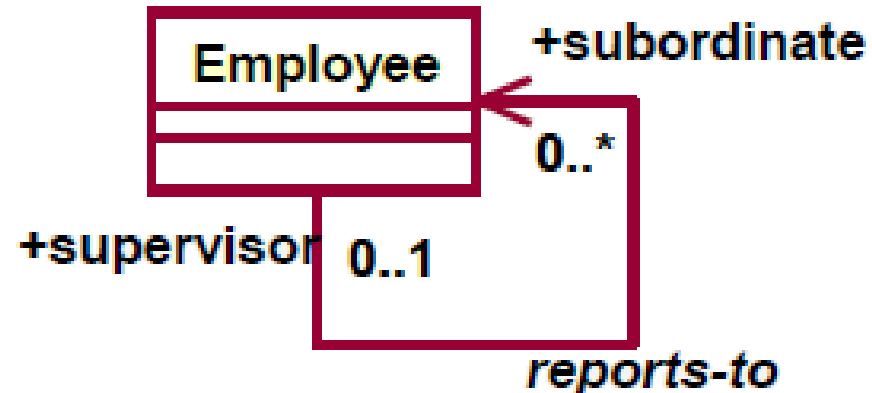 +subordinate
Employee
0..*
+supervisor
0..1
reports-to